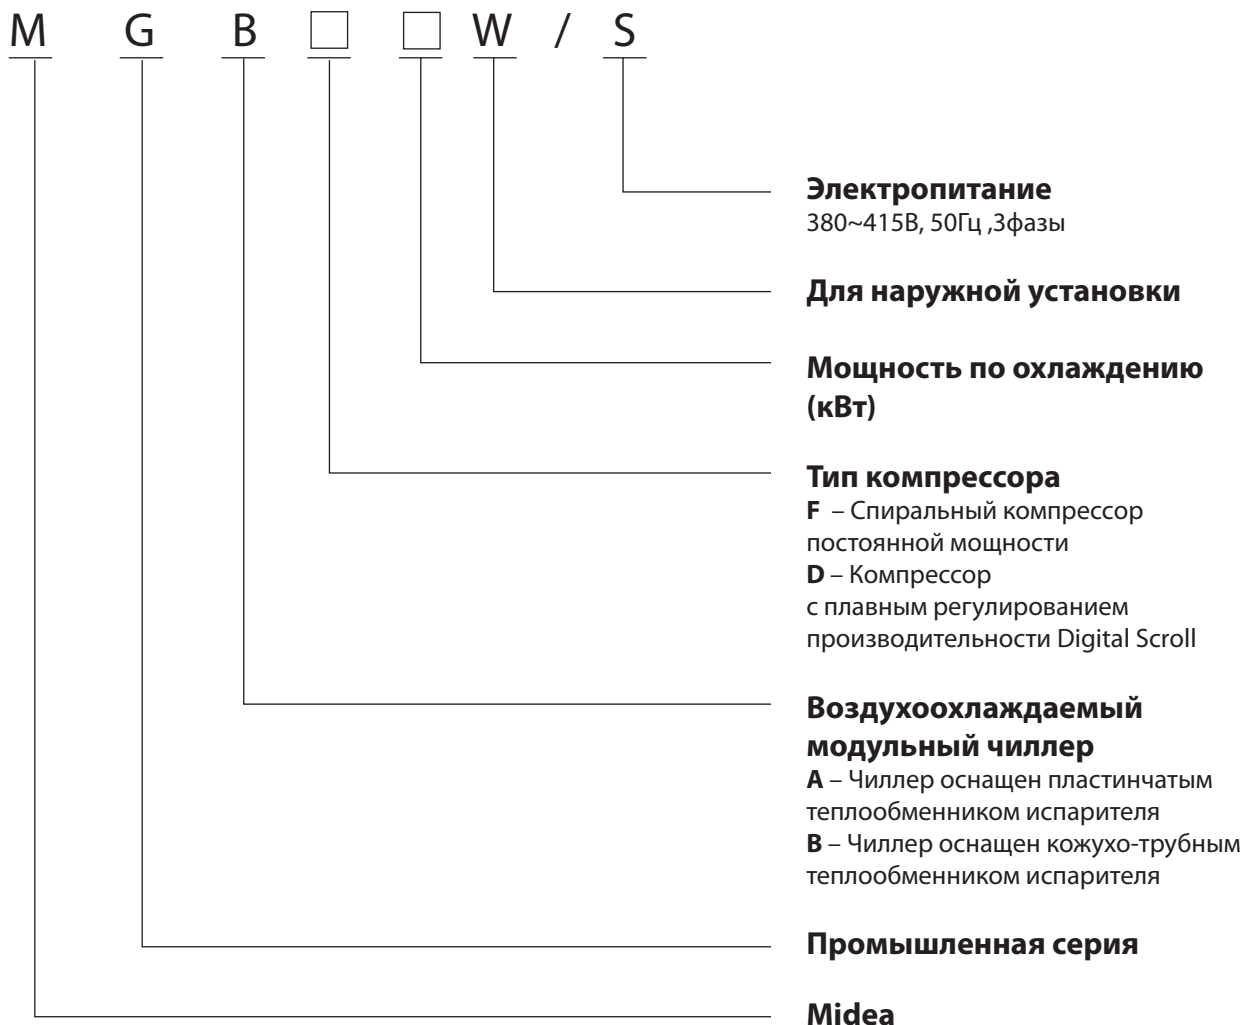 M G B □ □ W / S
Электропитание
380~415В, 50Гц ,3фазы
Для наружной установки
Мощность по охлаждению
(кВт)
Тип компрессора
F – Спиральный компрессор
постоянной мощности
D – Компрессор
с плавным регулированием
производительности Digital Scroll
Воздухоохлаждаемый
модульный чиллер
A – Чиллер оснащен пластинчатым
теплообменником испарителя
B – Чиллер оснащен кожухо-трубным
теплообменником испарителя
Промышленная серия
Midea